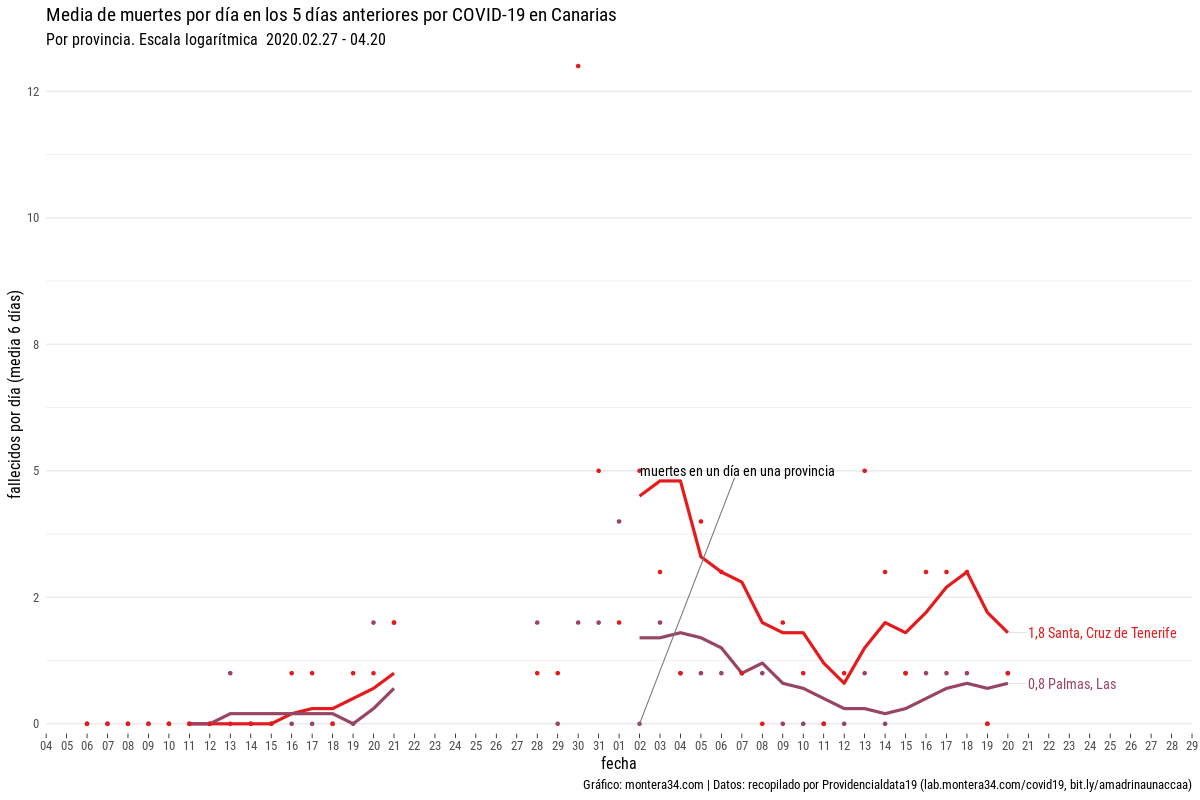 Media de muertes por día en los 5 días anteriores por COVID-19 en Canarias
Por provincia. Escala logarítmica  2020.02.27 - 04.20
12
10
8
5
2
0
fallecidos por día (media 6 días)
muertes en un día en una provincia
1,8 Santa, Cruz de Tenerife
0,8 Palmas, Las
04 05 06 07 08 09 10 11 12 13 14 15 16 17 18 19 20 21 22 23 24 25 26 27 28 29 30 31 01 02 03 04 05 06 07 08 09 10 11 12 13 14 15 16 17 18 19 20 21 22 23 24 25 26 27 28 29
fecha
Gráfico: montera34.com | Datos: recopilado por Providencialdata19 (lab.montera34.com/covid19, bit.ly/amadrinaunaccaa)